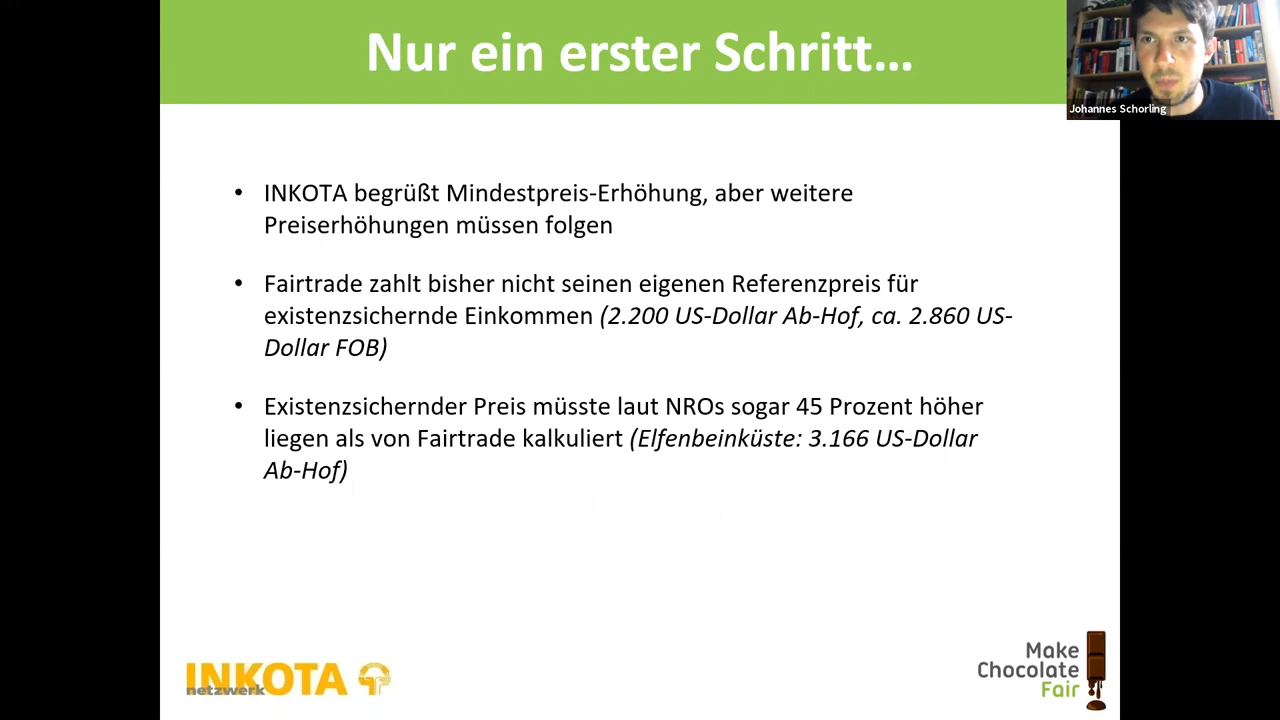 Nur ein erster Schritt...
Johannes Schorling
• INKOTA begrüßt Mindestpreis-Erhöhung, aber weitere
Preiserhöhungen müssen folgen
• Fairtrade zahlt bisher nicht seinen eigenen Referenzpreis für
existenzsichernde Einkommen (2.200 US-Dollar Ab-Hof, ca. 2.860 US-
Dollar FOB)
• Existenzsichernder Preis müsste laut NROs sogar 45 Prozent höher
liegen als von Fairtrade kalkuliert (Elfenbeinküste: 3.166 US-Dollar
Ab-Hof)
INKOTA
netzwerk
Make
Chocolate
Fair